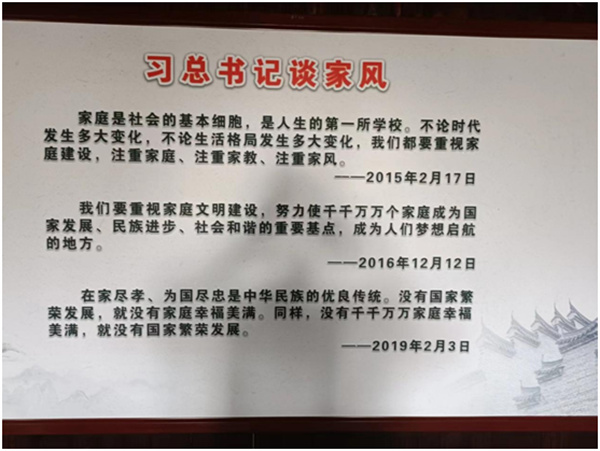 习总书记谈家风
家庭是社会的基本细胞，是人生的第一所学校。不论时代
发生多大变化，不论生活格局发生多大变化，我们都要重视家
庭建设，注重家庭、注重家教、注重家风。
——2015年2月17日
我们要重视家庭文明建设，努力使千千万万个家庭成为国
家发展、民族进步、社会和谐的重要基点，成为人们梦想启航
的地方。
——2016年12月12日
在家尽孝、为国尽忠是中华民族的优良传统。没有国家繁
荣发展，就没有家庭幸福美满。同样，没有千千万万家庭幸福
美满，就没有国家繁荣发展。
——2019年2月3日